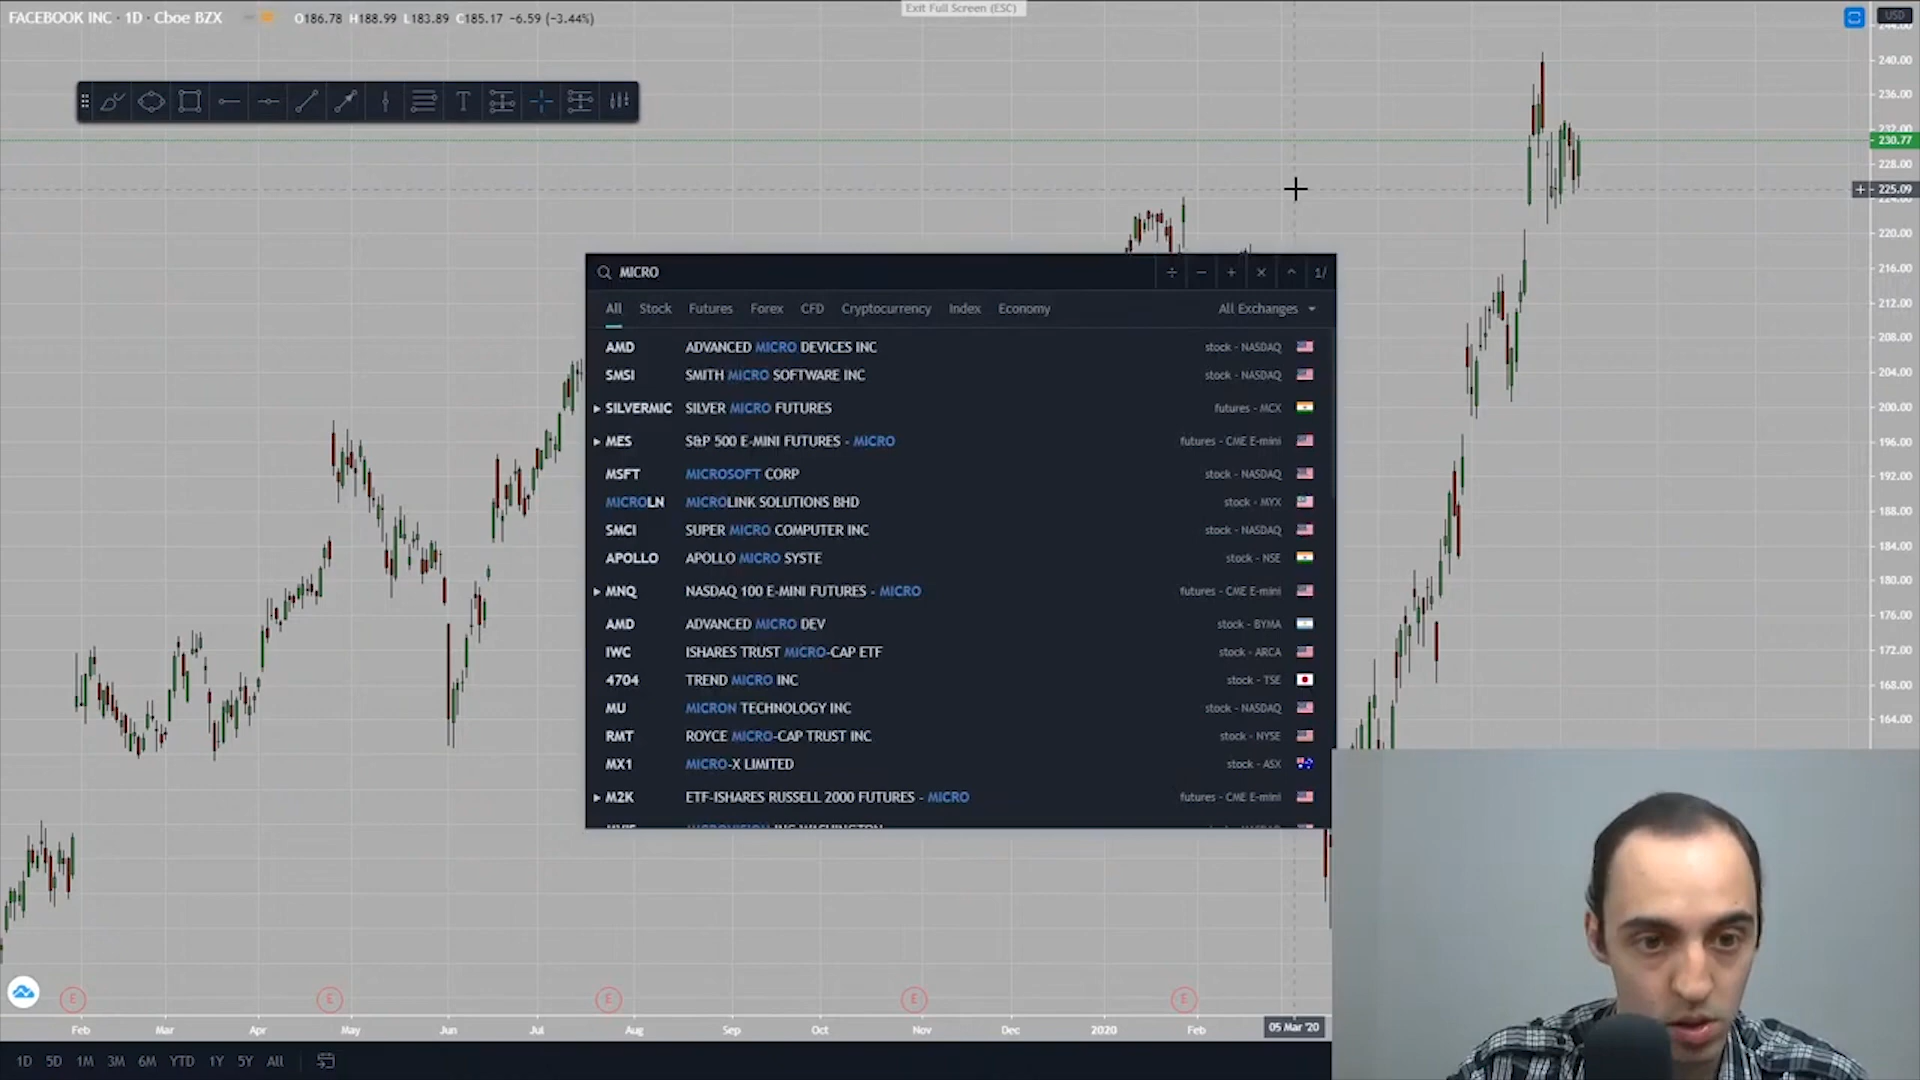 FACEBOOK INC · 1D · Cboe BZX O186.78 H188.99 L183.89 C185.17 −6.59 (−3.44%)
Exit Full Screen (ESC)
USD
244.00
240.00
236.00
232.00
230.77
228.00
225.09
224.00
220.00
216.00
212.00
208.00
204.00
200.00
196.00
192.00
188.00
184.00
180.00
176.00
172.00
168.00
164.00
T
MICRO 1/
All Stock Futures Forex CFD Cryptocurrency Index Economy All Exchanges
AMD ADVANCED MICRO DEVICES INC stock - NASDAQ
SMSI SMITH MICRO SOFTWARE INC stock - NASDAQ
SILVERMIC SILVER MICRO FUTURES futures - MCX
MES S&P 500 E-MINI FUTURES - MICRO futures - CME E-mini
MSFT MICROSOFT CORP stock - NASDAQ
MICROLN MICROLINK SOLUTIONS BHD stock - MYX
SMCI SUPER MICRO COMPUTER INC stock - NASDAQ
APOLLO APOLLO MICRO SYSTE stock - NSE
MNQ NASDAQ 100 E-MINI FUTURES - MICRO futures - CME E-mini
AMD ADVANCED MICRO DEV stock - BYMA
IWC ISHARES TRUST MICRO-CAP ETF stock - ARCA
4704 TREND MICRO INC stock - TSE
MU MICRON TECHNOLOGY INC stock - NASDAQ
RMT ROYCE MICRO-CAP TRUST INC stock - NYSE
MX1 MICRO-X LIMITED stock - ASX
M2K ETF-ISHARES RUSSELL 2000 FUTURES - MICRO futures - CME E-mini
E E E E E
Feb Mar Apr May Jun Jul Aug Sep Oct Nov Dec 2020 Feb 05 Mar '20
1D 5D 1M 3M 6M YTD 1Y 5Y All